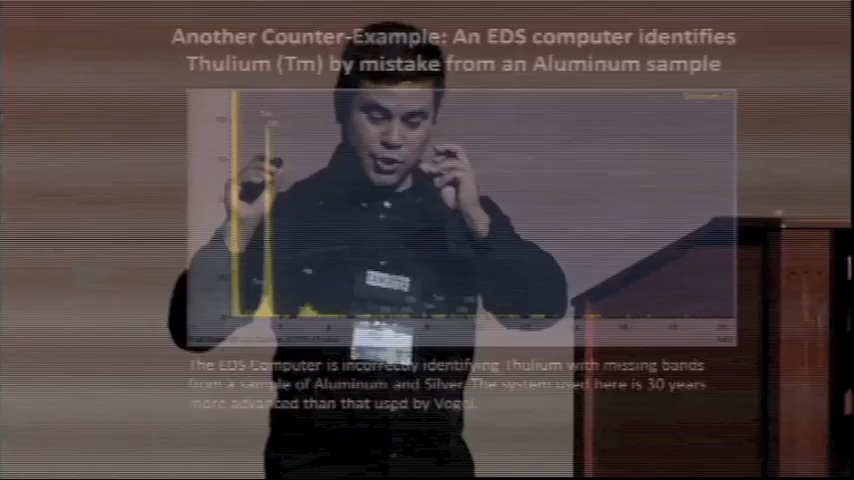 Another Counter-Example: An EDS computer identifies
Thulium (Tm) by mistake from an Aluminum sample
The EDS Computer is incorrectly identifying Thulium with missing bands
from a sample of Aluminum and Silver. The system used here is 30 years
more advanced than that used by Vogel.